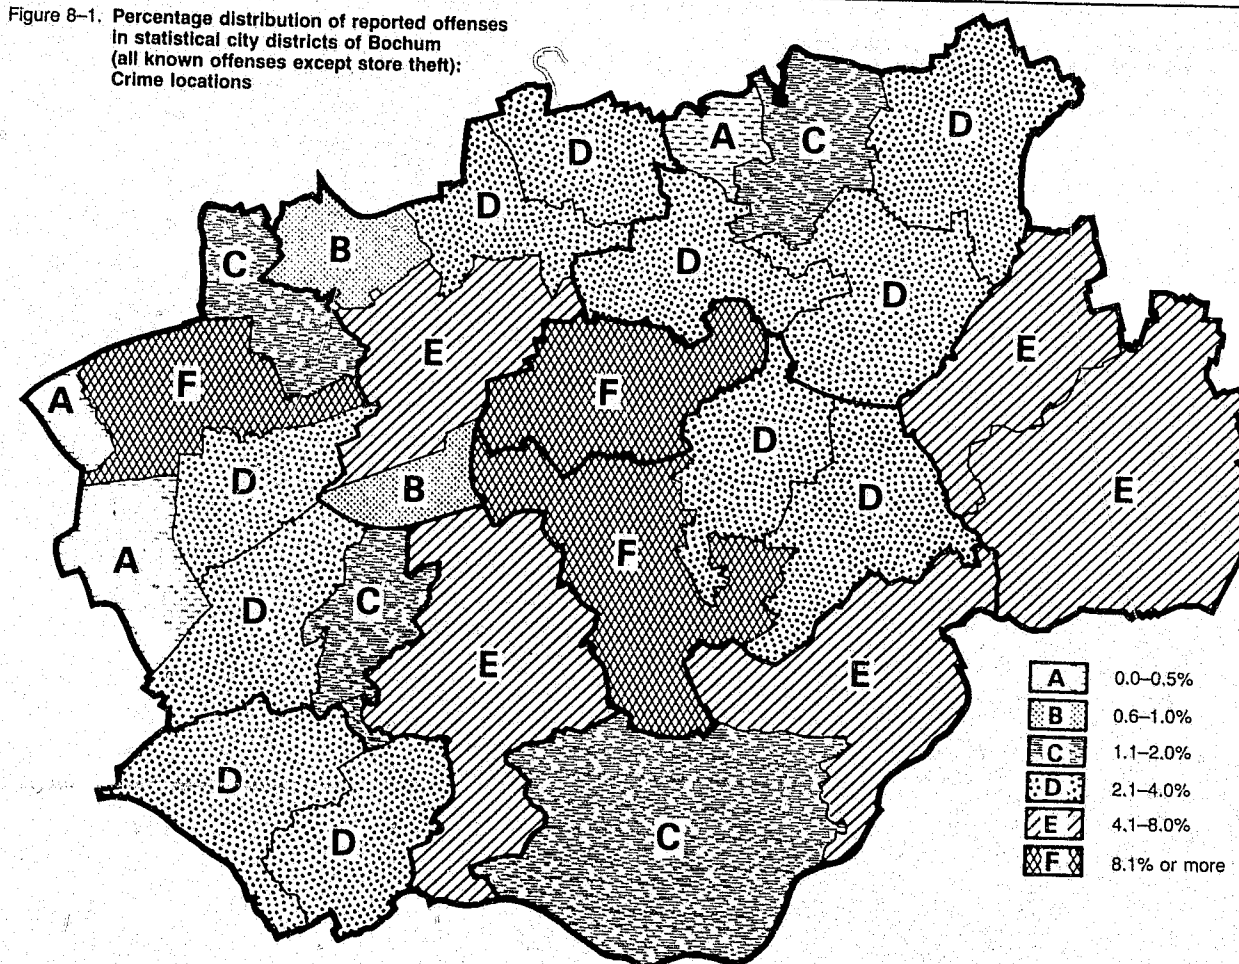 Figure 8–1. Percentage distribution of reported offenses
in statistical city districts of Bochum
(all known offenses except store theft):
Crime locations
D
A
C
D
D
C
B
D
D
E
E
A
F
F
D
D
B
D
E
A
F
D
C
E
E
D
D
C
A 0.0–0.5%
B 0.6–1.0%
C 1.1–2.0%
D 2.1–4.0%
E 4.1–8.0%
F 8.1% or more